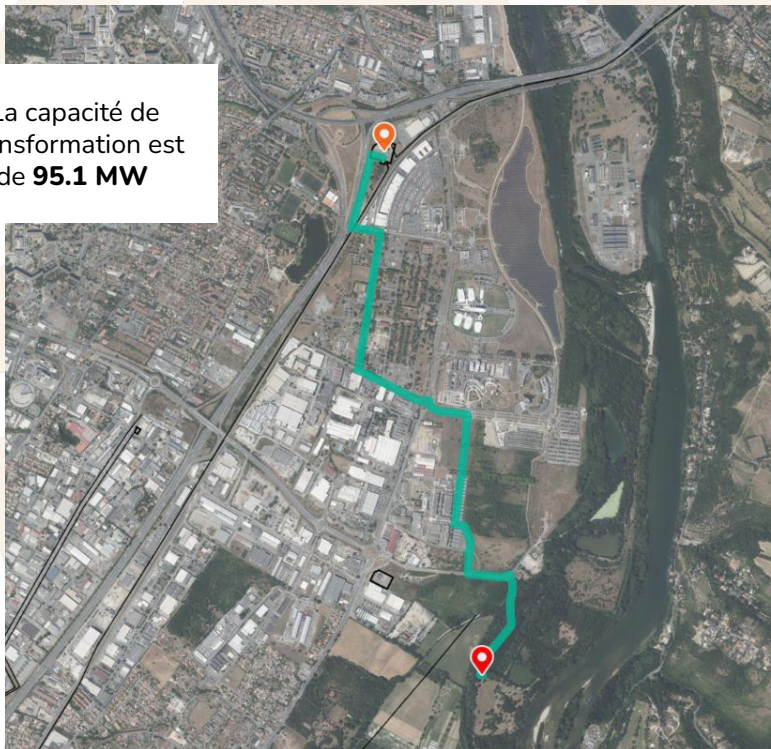 La capacité de
nsformation est
de 95.1 MW